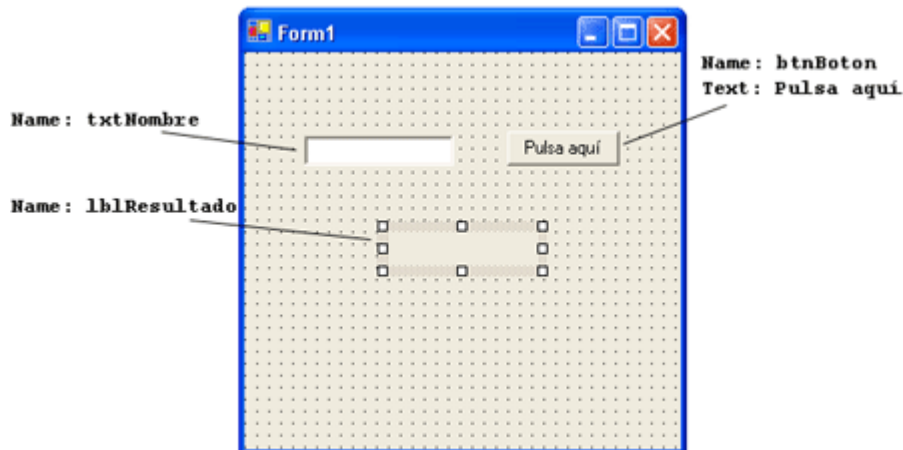 Form1
Name: btnBoton
Text: Pulsa aquí
Name: txtNombre
Pulsa aquí
Name: lblResultado